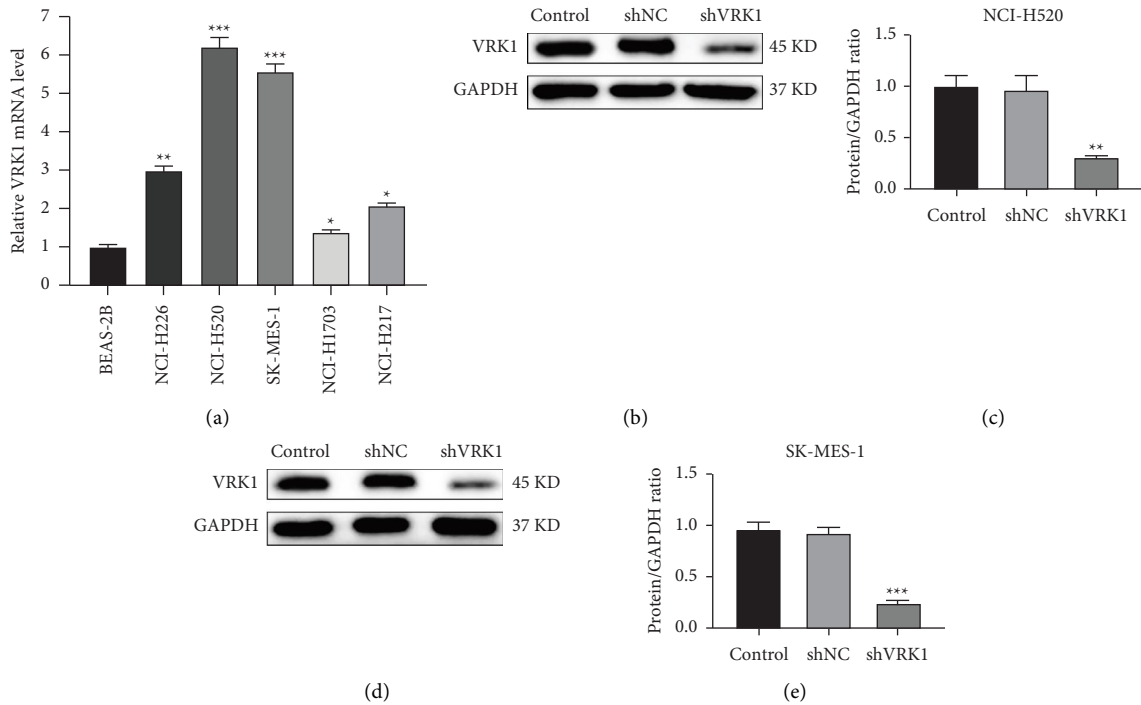 Relative VRK1 mRNA level
7
6
5
4
3
2
1
0
**
***
***
*
*
BEAS-2B
NCI-H226
NCI-H520
SK-MES-1
NCI-H1703
NCI-H217
(a)
Control shNC shVRK1
VRK1 45 KD
GAPDH 37 KD
(b)
NCI-H520
Protein/GAPDH ratio
1.5
1.0
0.5
0.0
**
Control shNC shVRK1
(c)
Control shNC shVRK1
VRK1 45 KD
GAPDH 37 KD
(d)
SK-MES-1
Protein/GAPDH ratio
1.5
1.0
0.5
0.0
***
Control shNC shVRK1
(e)